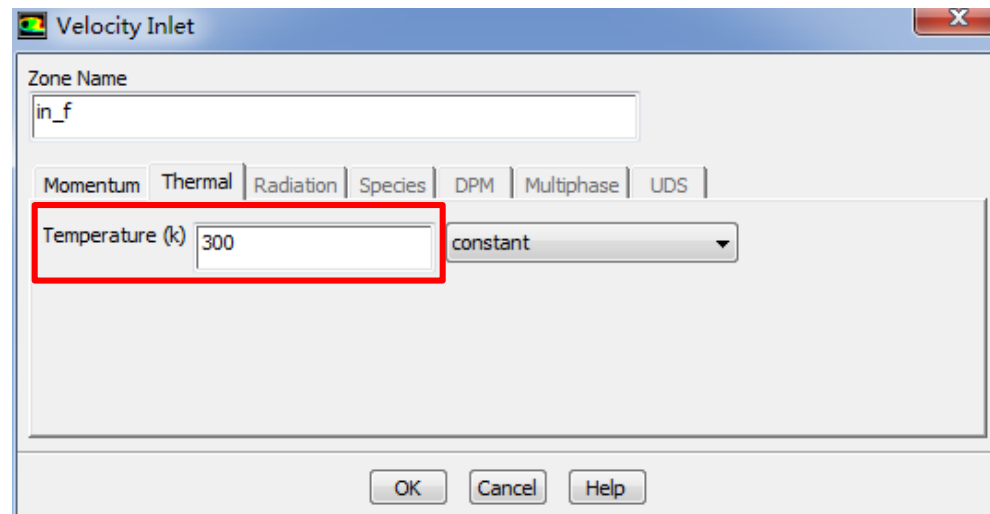 Velocity Inlet
x
Zone Name
in_f
Momentum Thermal Radiation Species DPM Multiphase UDS
Temperature (k) 300 constant
OK Cancel Help